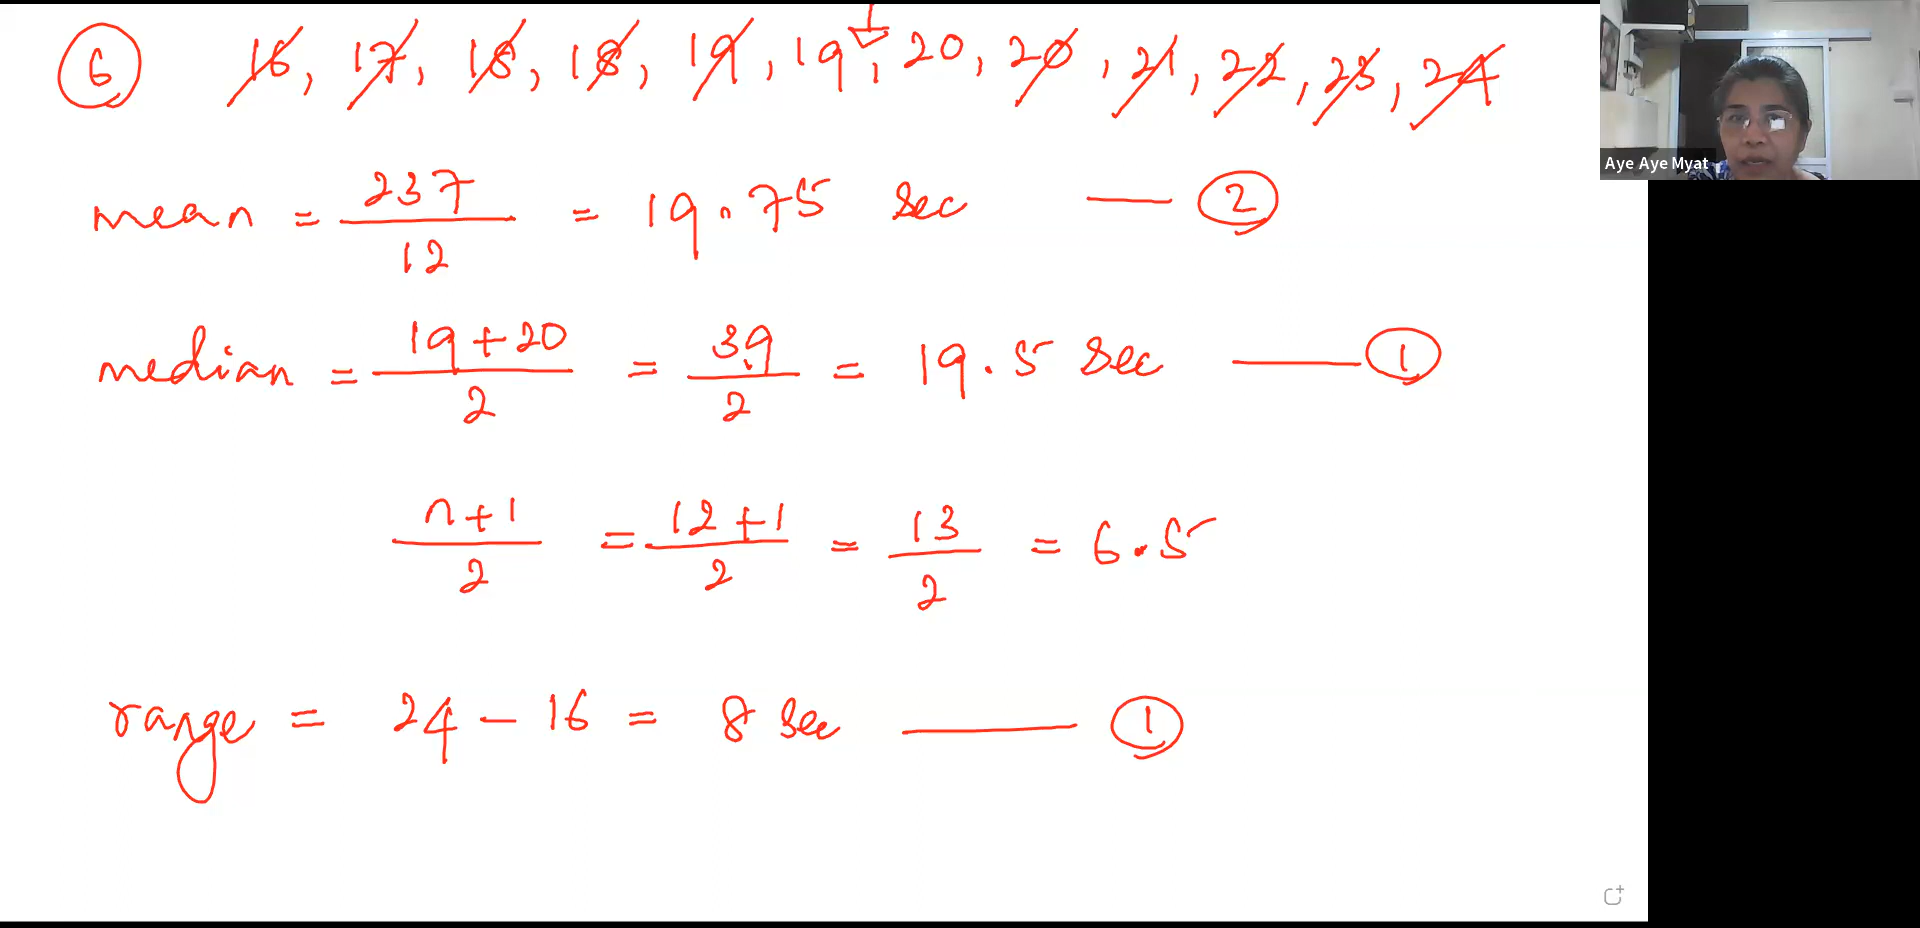 6 16, 17, 18, 18, 19, 19, 20, 20, 21, 22, 23, 24
Aye Aye Myat
mean = 237/12 = 19.75 sec — 2
median = 19+20/2 = 39/2 = 19.5 sec — 1
n+1/2 = 12+1/2 = 13/2 = 6.5
range = 24 - 16 = 8 sec — 1